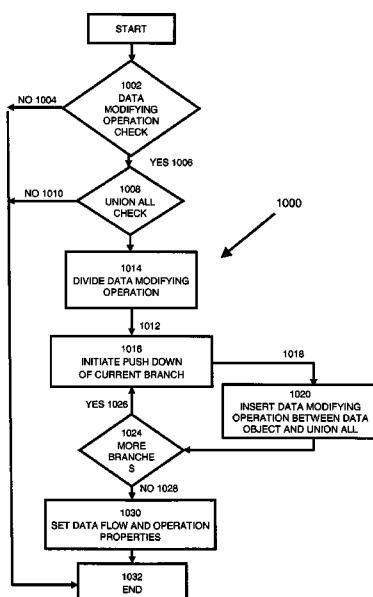 START
1002
DATA
MODIFYING
OPERATION
CHECK
NO 1004
YES 1006
1008
UNION ALL
CHECK
NO 1010
1000
1014
DIVIDE DATA MODIFYING
OPERATION
1012
1016
INITIATE PUSH DOWN
OF CURRENT BRANCH
1018
1020
INSERT DATA MODIFYING
OPERATION BETWEEN DATA
OBJECT AND UNION ALL
YES 1026
1024
MORE
BRANCHE
S
NO 1028
1030
SET DATA FLOW AND OPERATION
PROPERTIES
1032
END